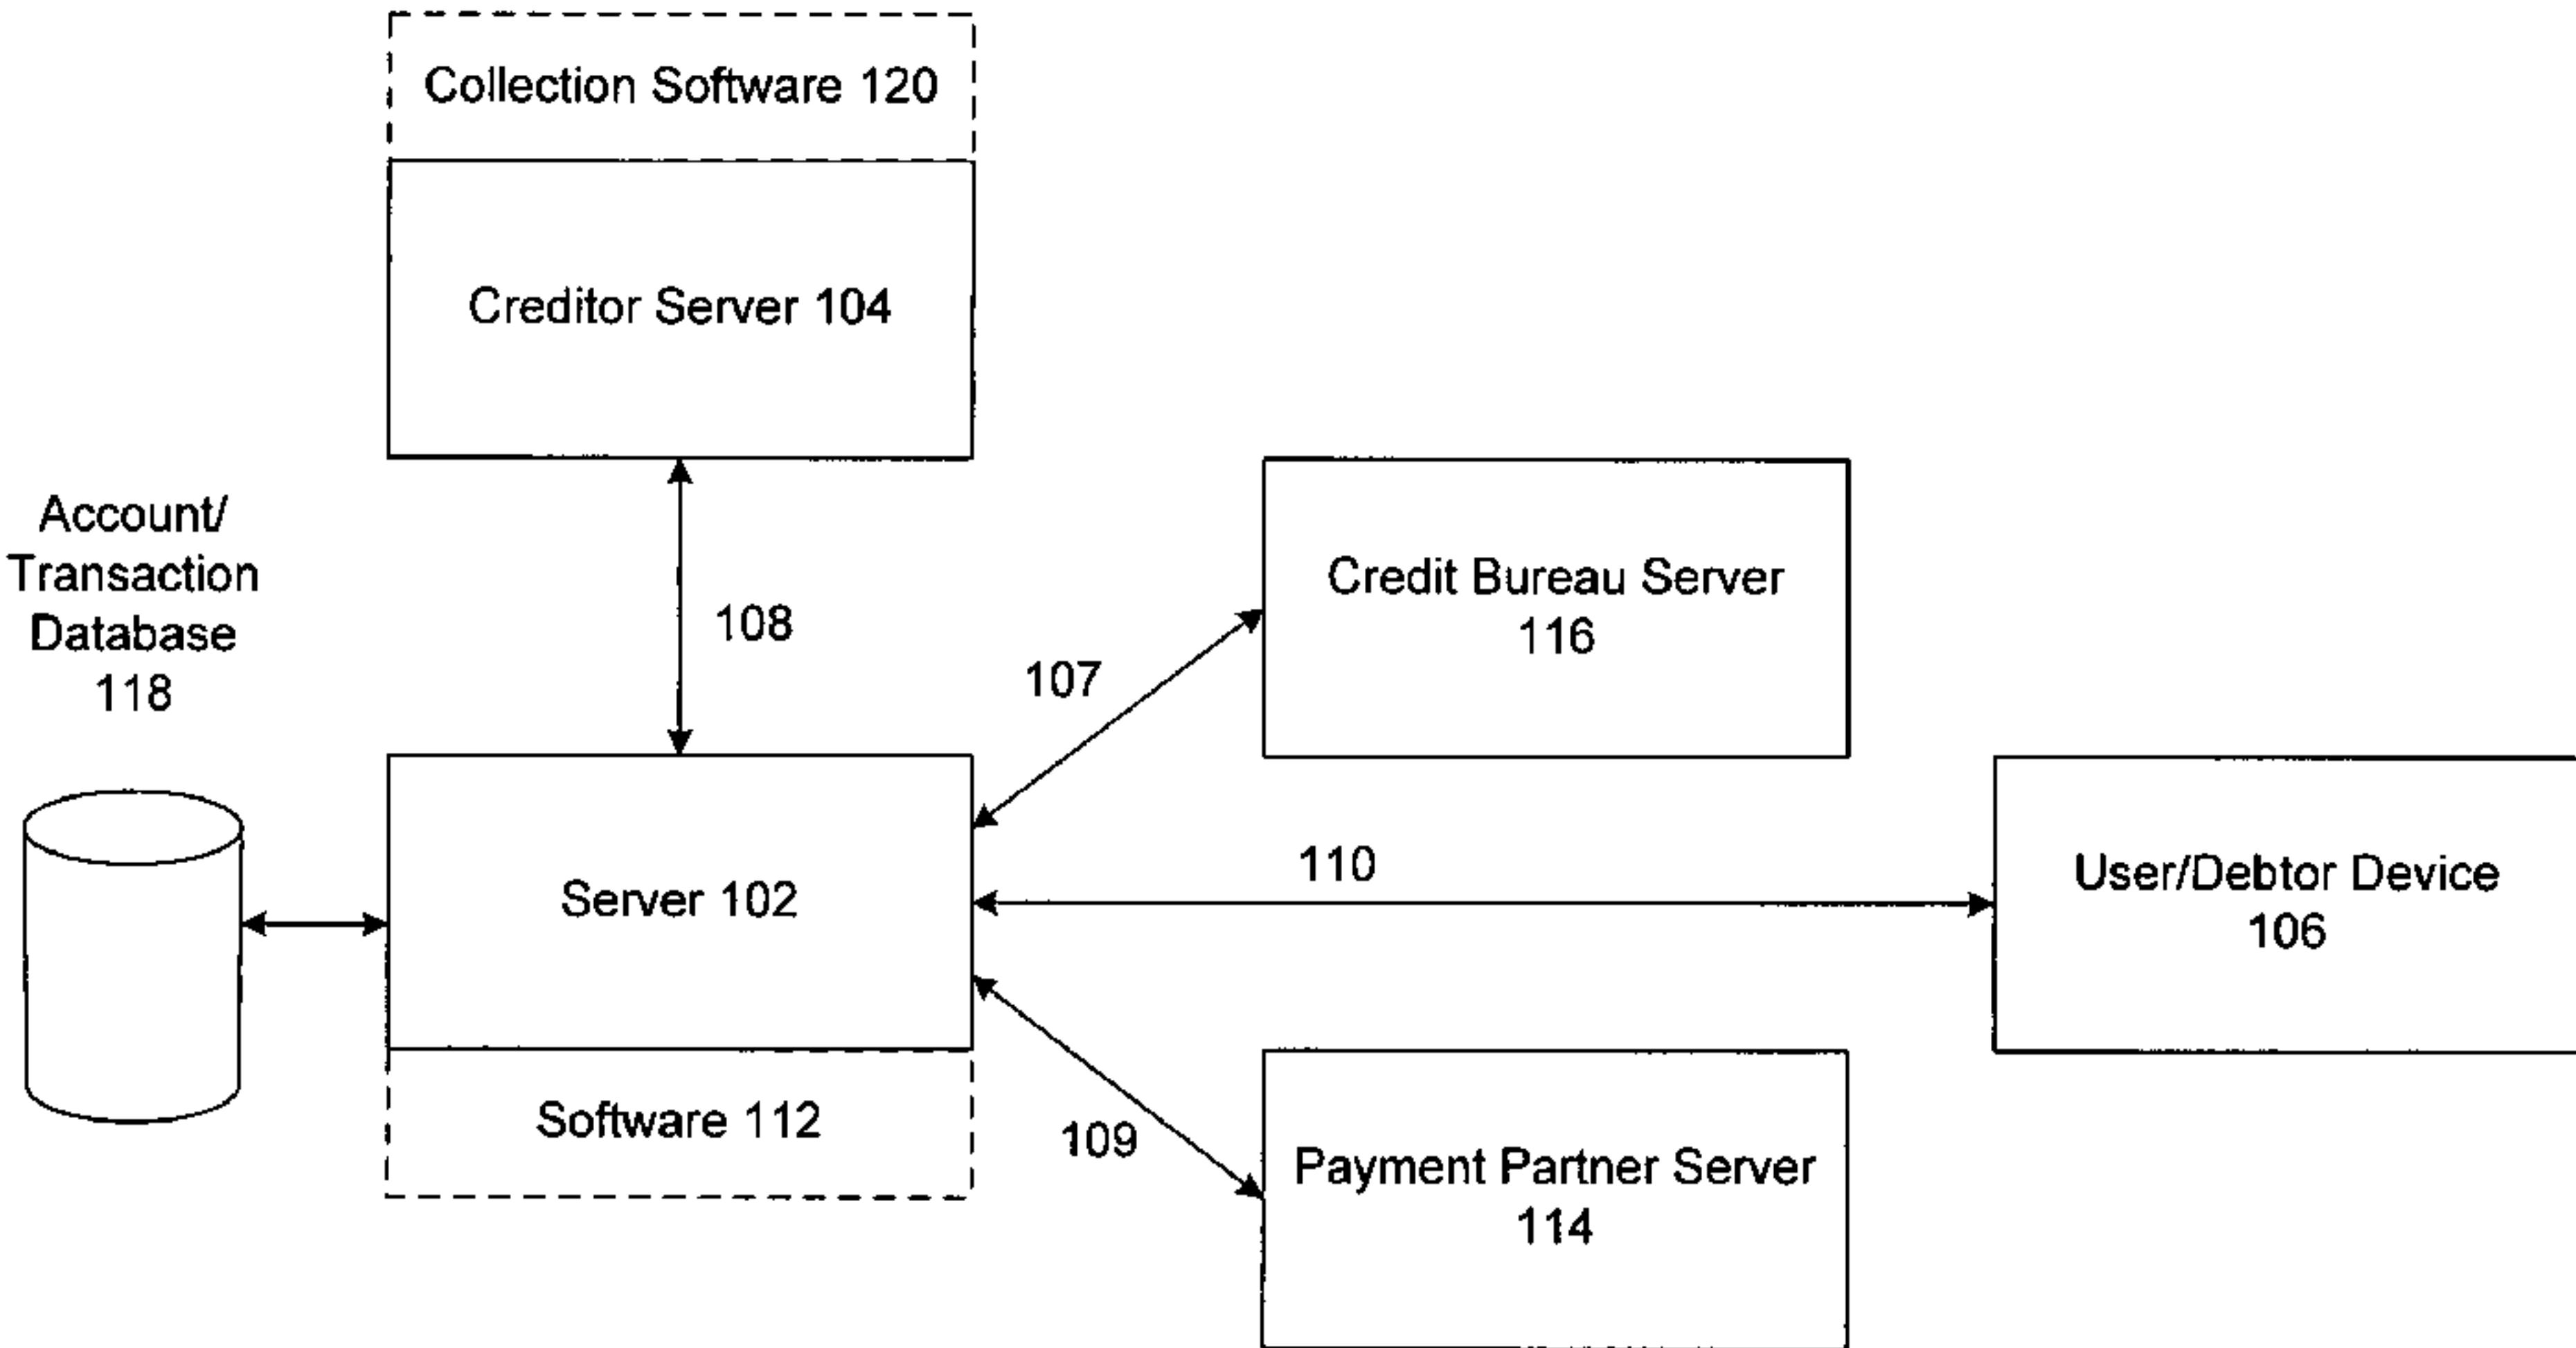 Collection Software 120
Creditor Server 104
Account/
Transaction
Database
118
108
107
Credit Bureau Server
116
110
Server 102
User/Debtor Device
106
Software 112
109
Payment Partner Server
114